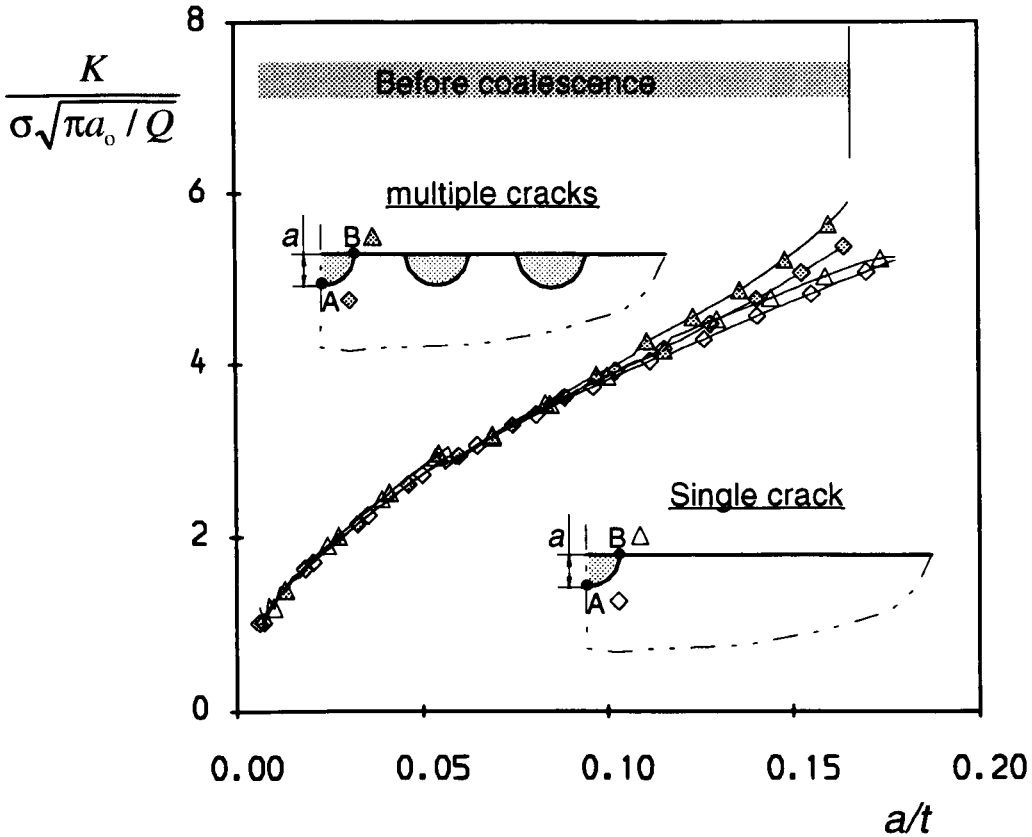 8
K
σ√πaₒ / Q
Before coalescence
6
multiple cracks
a
B
A
4
Single crack
a
B
2
A
0
0.00 0.05 0.10 0.15 0.20
a/t